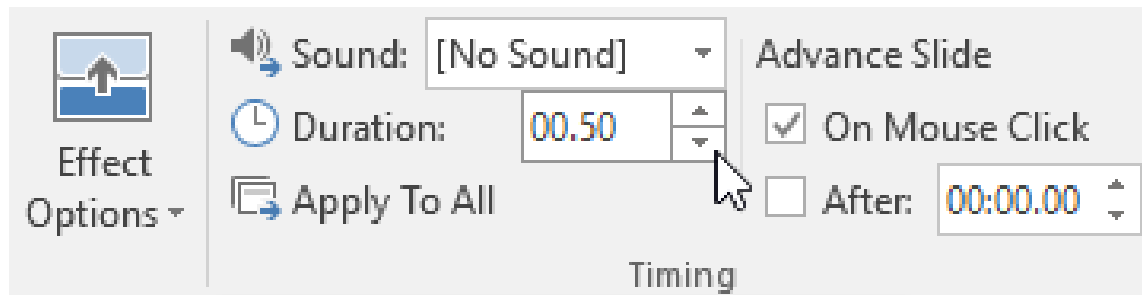 Effect
Options
Sound: [No Sound]
Duration: 00.50
Apply To All
Advance Slide
On Mouse Click
After: 00:00.00
Timing